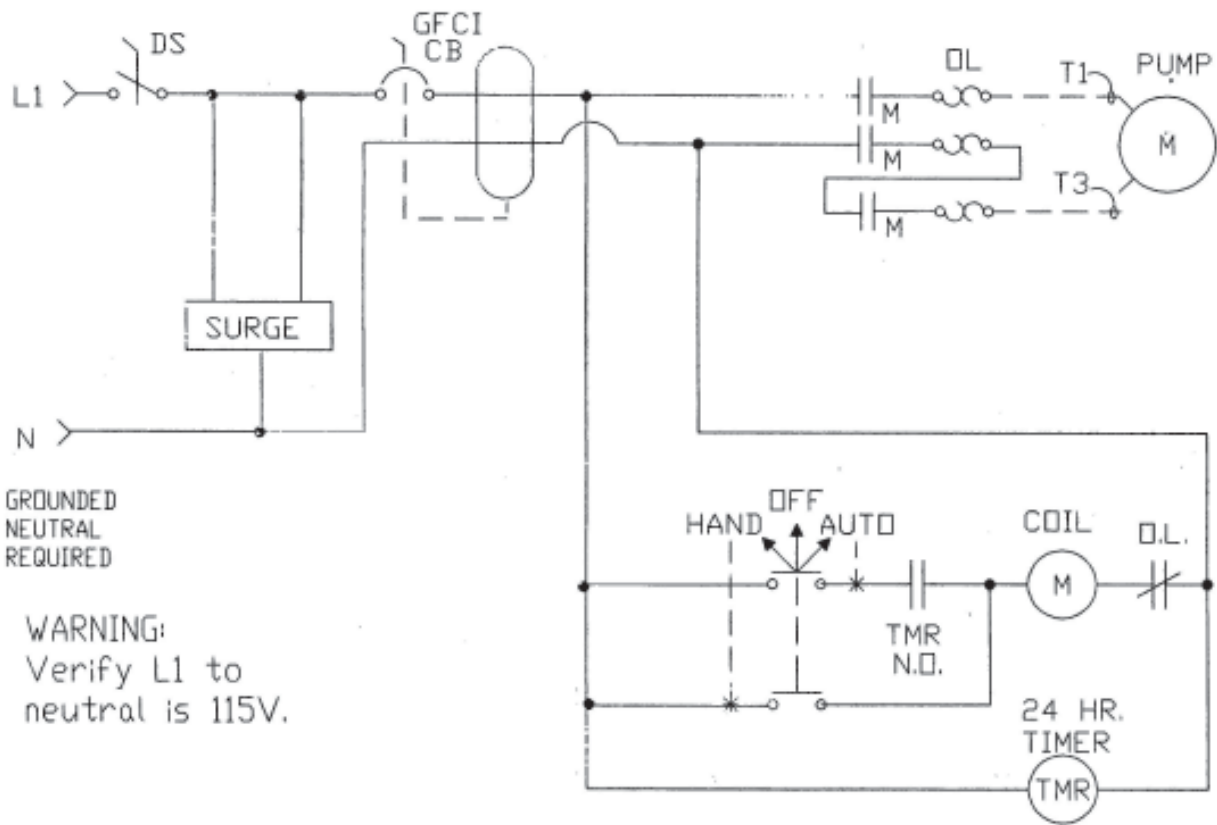 DS
GFCI
CB
L1
OL
T1
PUMP
M
M
M
T3
M
SURGE
N
GROUNDED
NEUTRAL
REQUIRED
WARNING:
Verify L1 to
neutral is 115V.
HAND
OFF
AUTO
COIL
O.L.
M
TMR
N.O.
24 HR.
TIMER
TMR